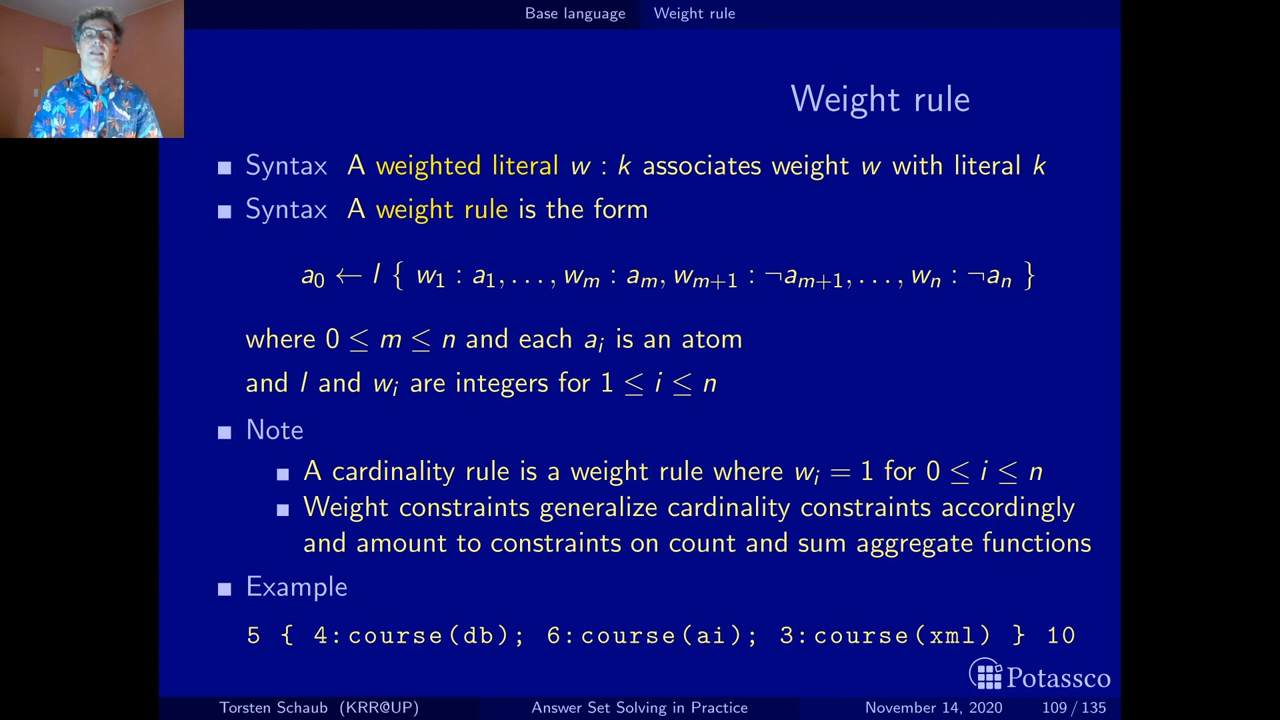 Base language Weight rule
Weight rule
Syntax A weighted literal w : k associates weight w with literal k
Syntax A weight rule is the form
a₀ ← l { w₁ : a₁, . . . , wₘ : aₘ, wₘ₊₁ : ¬aₘ₊₁, . . . , wₙ : ¬aₙ }
where 0 ≤ m ≤ n and each aᵢ is an atom
and l and wᵢ are integers for 1 ≤ i ≤ n
Note
A cardinality rule is a weight rule where wᵢ = 1 for 0 ≤ i ≤ n
Weight constraints generalize cardinality constraints accordingly
and amount to constraints on count and sum aggregate functions
Example
5 { 4:course(db); 6:course(ai); 3:course(xml) } 10
Potassco
Torsten Schaub (KRR@UP) Answer Set Solving in Practice November 14, 2020 109 / 135